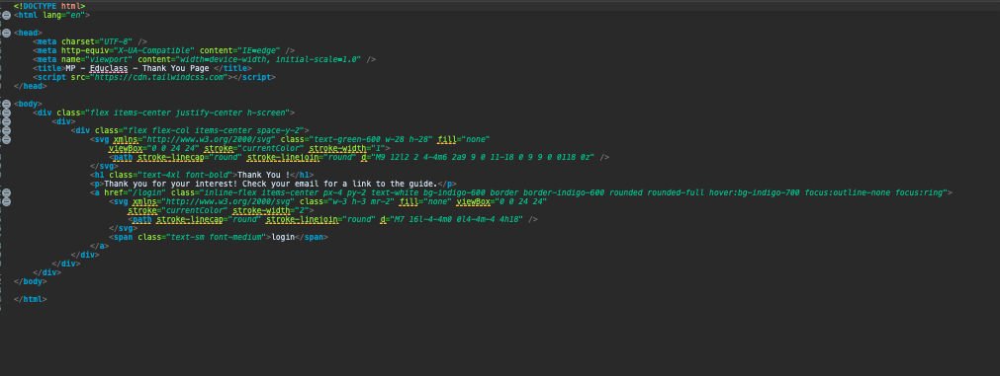 <!DOCTYPE html>
<html lang="en">
<head>
<meta charset="UTF-8" />
<meta http-equiv="X-UA-Compatible" content="IE=edge" />
<meta name="viewport" content="width=device-width, initial-scale=1.0" />
<title>MP - Educlass - Thank You Page </title>
<script src="https://cdn.tailwindcss.com"></script>
</head>
<body>
<div class="flex items-center justify-center h-screen">
<div>
<div class="flex flex-col items-center space-y-2">
<svg xmlns="http://www.w3.org/2000/svg" class="text-green-600 w-28 h-28" fill="none"
viewBox="0 0 24 24" stroke="currentColor" stroke-width="1">
<path stroke-linecap="round" stroke-linejoin="round" d="M9 12l2 2 4-4m6 2a9 9 0 11-18 0 9 9 0 0118 0z" />
</svg>
<h1 class="text-4xl font-bold">Thank You !</h1>
<p>Thank you for your interest! Check your email for a link to the guide.</p>
<a href="/login" class="inline-flex items-center px-4 py-2 text-white bg-indigo-600 border border-indigo-600 rounded rounded-full hover:bg-indigo-700 focus:outline-none focus:ring">
<svg xmlns="http://www.w3.org/2000/svg" class="w-3 h-3 mr-2" fill="none" viewBox="0 0 24 24"
stroke="currentColor" stroke-width="2">
<path stroke-linecap="round" stroke-linejoin="round" d="M7 16l-4-4m0 0l4-4m-4 4h18" />
</svg>
<span class="text-sm font-medium">login</span>
</a>
</div>
</div>
</div>
</body>
</html>